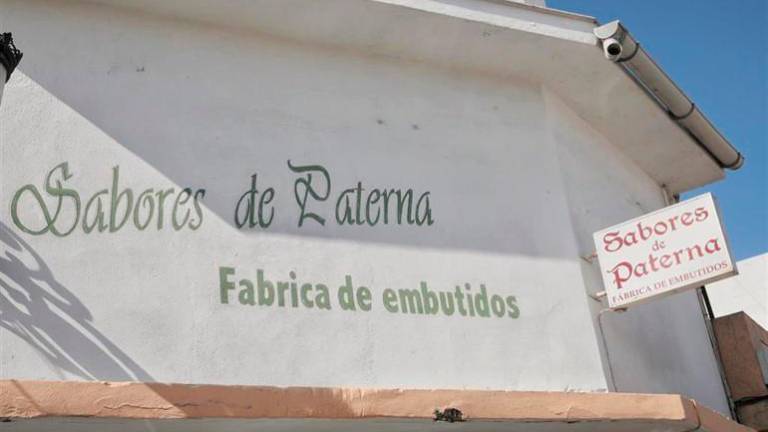 Sabores de Paterna
Fabrica de embutidos
Sabores
de
Paterna
FÁBRICA DE EMBUTIDOS